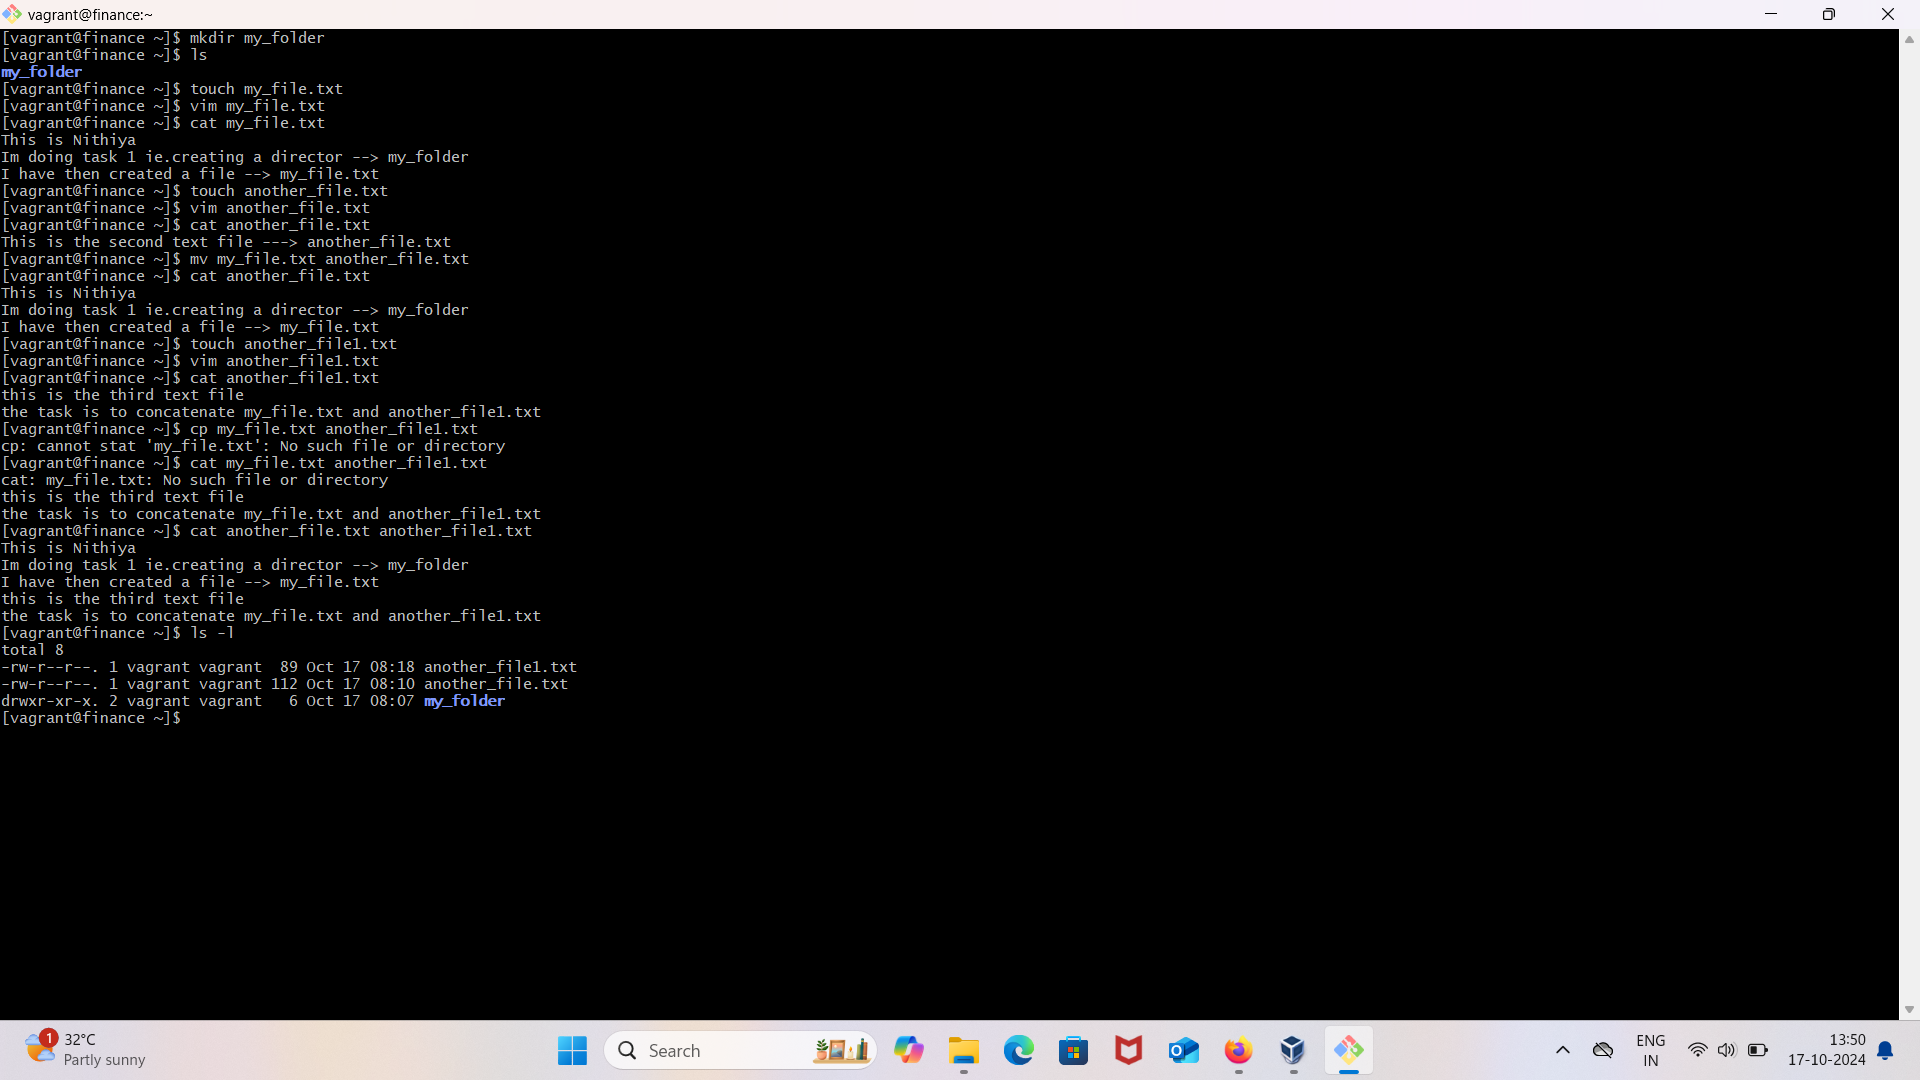 vagrant@finance:~
[vagrant@finance ~]$ mkdir my_folder
[vagrant@finance ~]$ ls
my_folder
[vagrant@finance ~]$ touch my_file.txt
[vagrant@finance ~]$ vim my_file.txt
[vagrant@finance ~]$ cat my_file.txt
This is Nithiya
Im doing task 1 ie.creating a director --> my_folder
I have then created a file --> my_file.txt
[vagrant@finance ~]$ touch another_file.txt
[vagrant@finance ~]$ vim another_file.txt
[vagrant@finance ~]$ cat another_file.txt
This is the second text file ---> another_file.txt
[vagrant@finance ~]$ mv my_file.txt another_file.txt
[vagrant@finance ~]$ cat another_file.txt
This is Nithiya
Im doing task 1 ie.creating a director --> my_folder
I have then created a file --> my_file.txt
[vagrant@finance ~]$ touch another_file1.txt
[vagrant@finance ~]$ vim another_file1.txt
[vagrant@finance ~]$ cat another_file1.txt
this is the third text file
the task is to concatenate my_file.txt and another_file1.txt
[vagrant@finance ~]$ cp my_file.txt another_file1.txt
cp: cannot stat 'my_file.txt': No such file or directory
[vagrant@finance ~]$ cat my_file.txt another_file1.txt
cat: my_file.txt: No such file or directory
this is the third text file
the task is to concatenate my_file.txt and another_file1.txt
[vagrant@finance ~]$ cat another_file.txt another_file1.txt
This is Nithiya
Im doing task 1 ie.creating a director --> my_folder
I have then created a file --> my_file.txt
this is the third text file
the task is to concatenate my_file.txt and another_file1.txt
[vagrant@finance ~]$ ls -l
total 8
-rw-r--r--. 1 vagrant vagrant  89 Oct 17 08:18 another_file1.txt
-rw-r--r--. 1 vagrant vagrant 112 Oct 17 08:10 another_file.txt
drwxr-xr-x. 2 vagrant vagrant   6 Oct 17 08:07 my_folder
[vagrant@finance ~]$
1
32°C
Partly sunny
Search
ENG
IN
13:50
17-10-2024